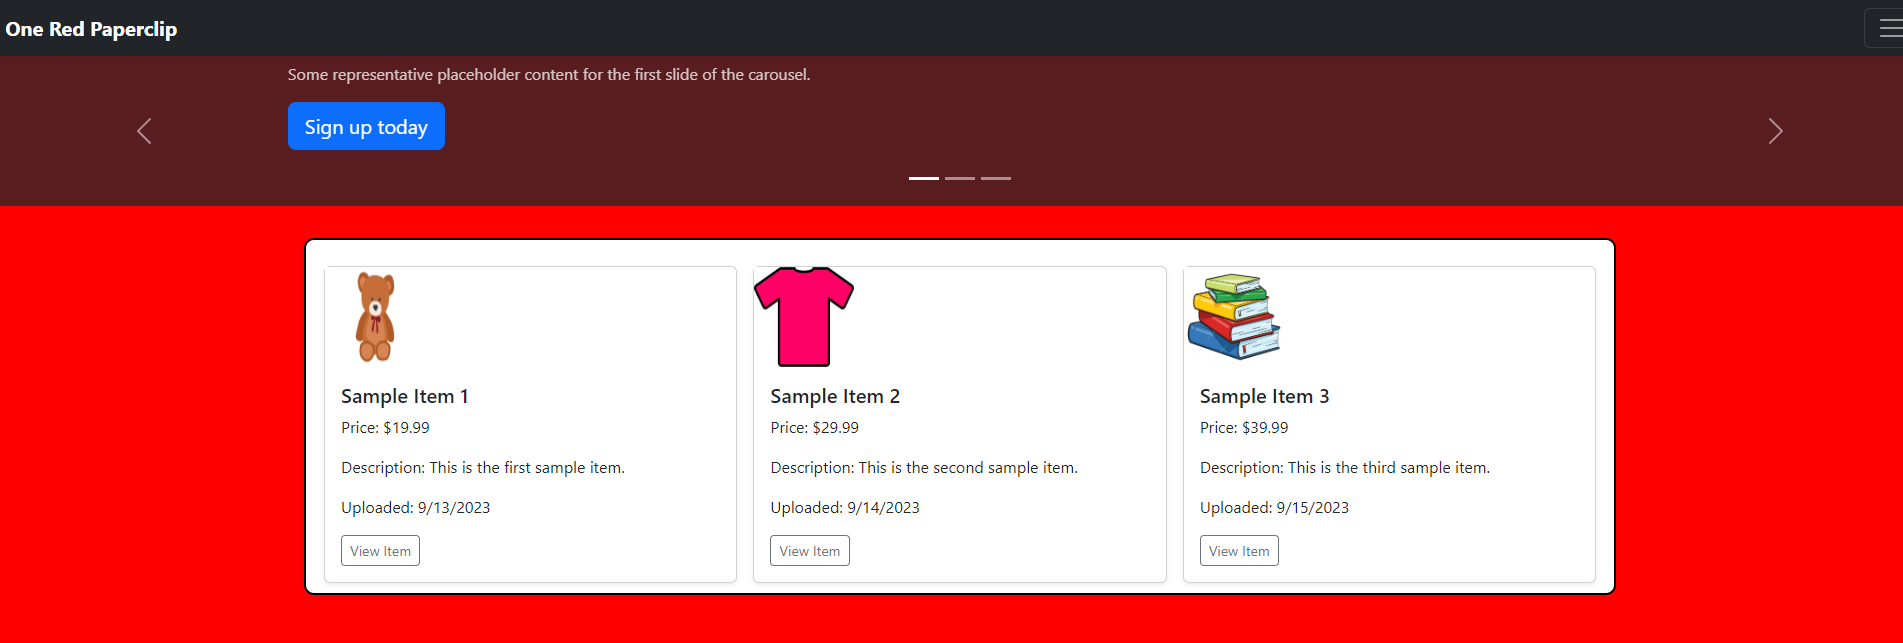 One Red Paperclip
Some representative placeholder content for the first slide of the carousel.
Sign up today
Sample Item 1
Price: $19.99
Description: This is the first sample item.
Uploaded: 9/13/2023
View Item
Sample Item 2
Price: $29.99
Description: This is the second sample item.
Uploaded: 9/14/2023
View Item
Sample Item 3
Price: $39.99
Description: This is the third sample item.
Uploaded: 9/15/2023
View Item